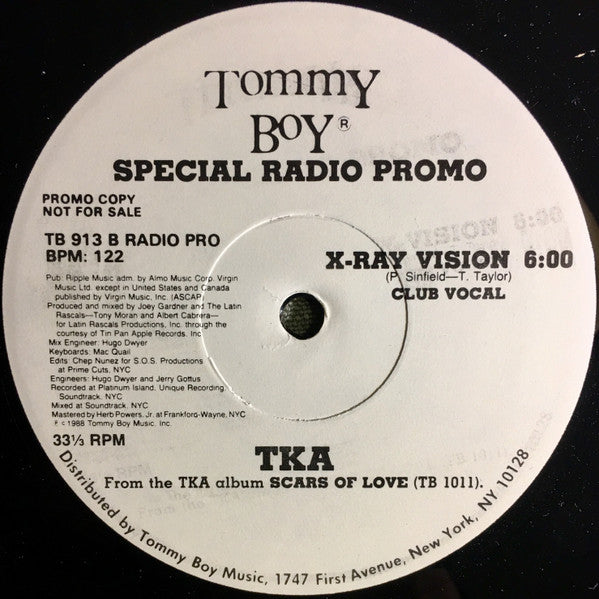 Tommy
Boy®
SPECIAL RADIO PROMO
PROMO COPY
NOT FOR SALE
TB 913 B RADIO PRO
BPM: 122
X-RAY VISION 6:00
(P. Sinfield—T. Taylor)
CLUB VOCAL
Pub: Ripple Music adm. by Almo Music Corp. Virgin
Music Ltd. except in United States and Canada
published by Virgin Music, Inc. (ASCAP)
Produced and mixed by Joey Gardner and The Latin
Rascals—Tony Moran and Albert Cabrera—
for Latin Rascals Productions, Inc. through the
courtesy of Tin Pan Apple Records, Inc
Mix Engineer: Hugo Dwyer
Keyboards: Mac Quail
Edits: Chep Nunez for S.O.S. Productions
at Prime Cuts, NYC
Engineers: Hugo Dwyer and Jerry Gottus
Recorded at Platinum Island, Unique Recording
Soundtrack, NYC
Mixed at Soundtrack, NYC
Mastered by Herb Powers, Jr. at Frankford-Wayne, NYC
℗ © 1988 Tommy Boy Music, Inc.
33⅓ RPM
TKA
From the TKA album SCARS OF LOVE (TB 1011).
Distributed by Tommy Boy Music, 1747 First Avenue, New York, NY 10128